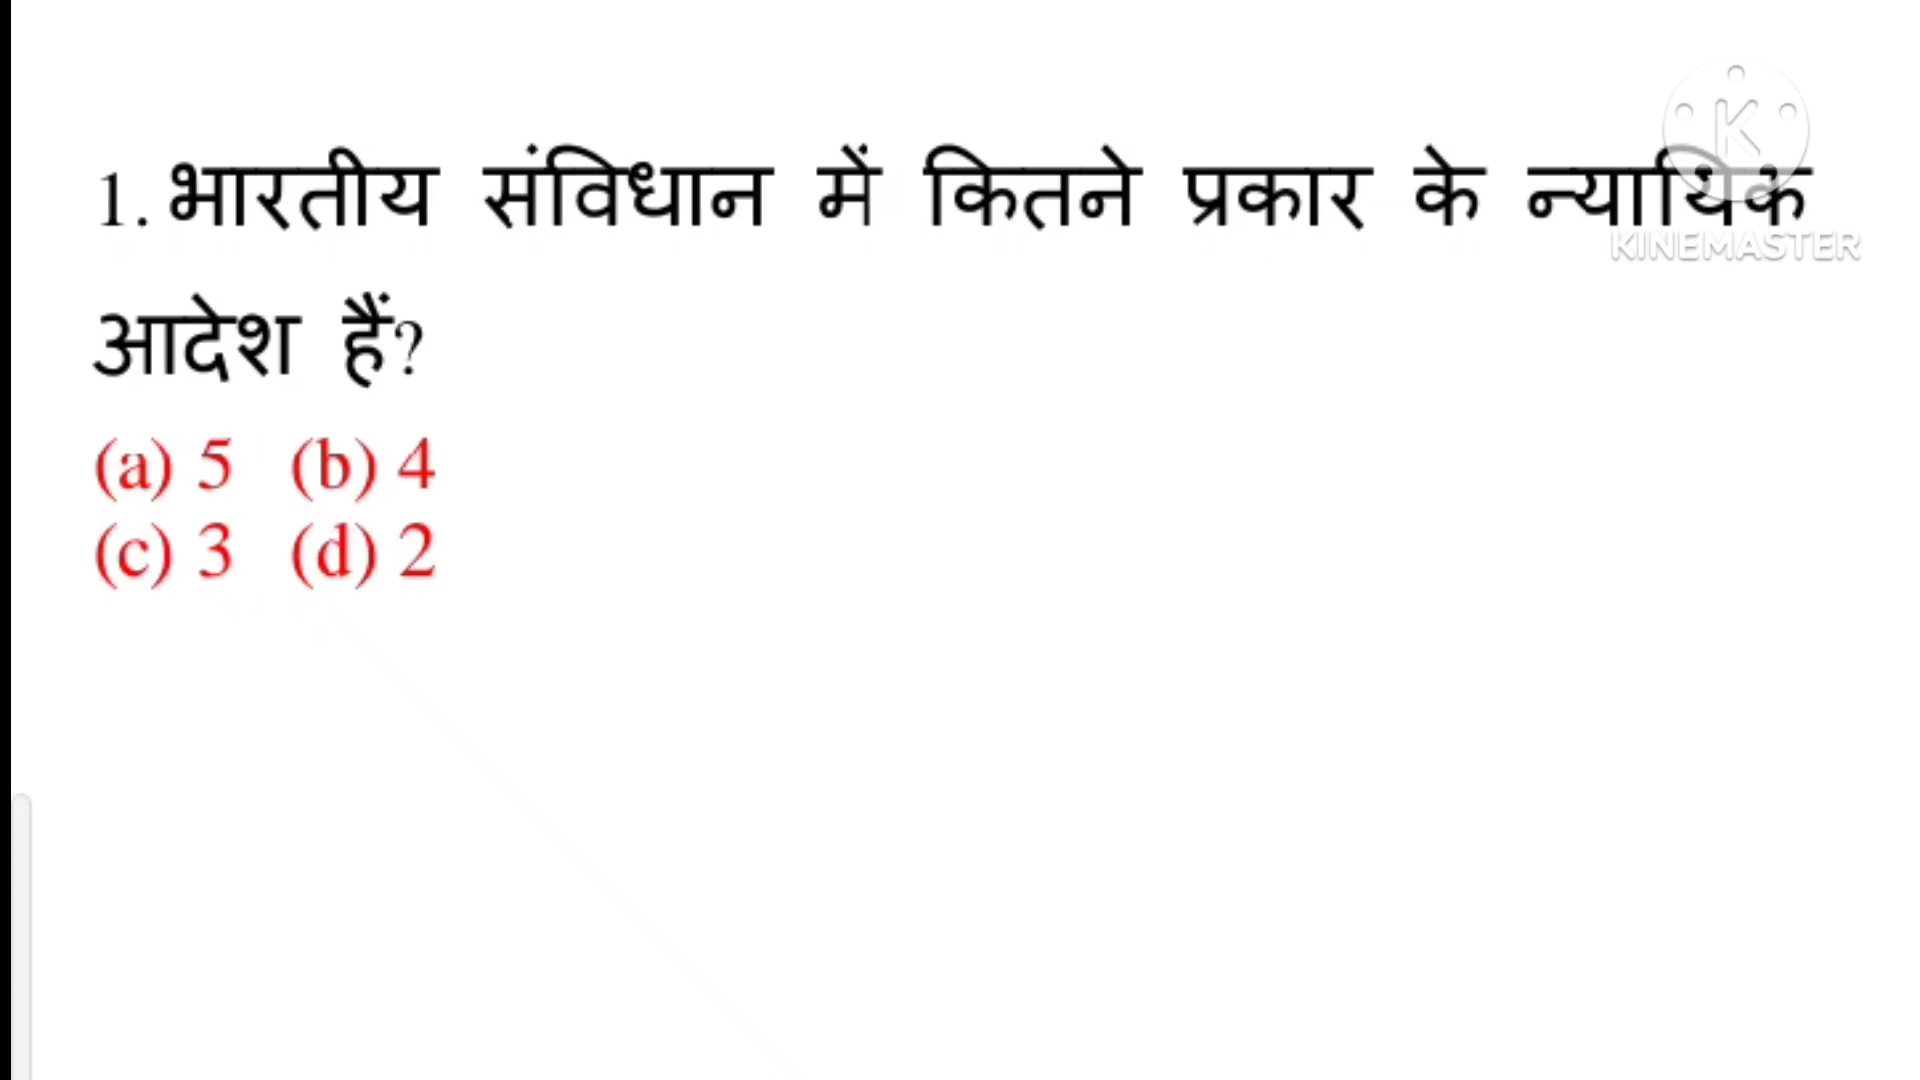 1. भारतीय संविधान में कितने प्रकार के न्यायिक
KINEMASTER
आदेश हैं?
(a) 5 (b) 4
(c) 3 (d) 2